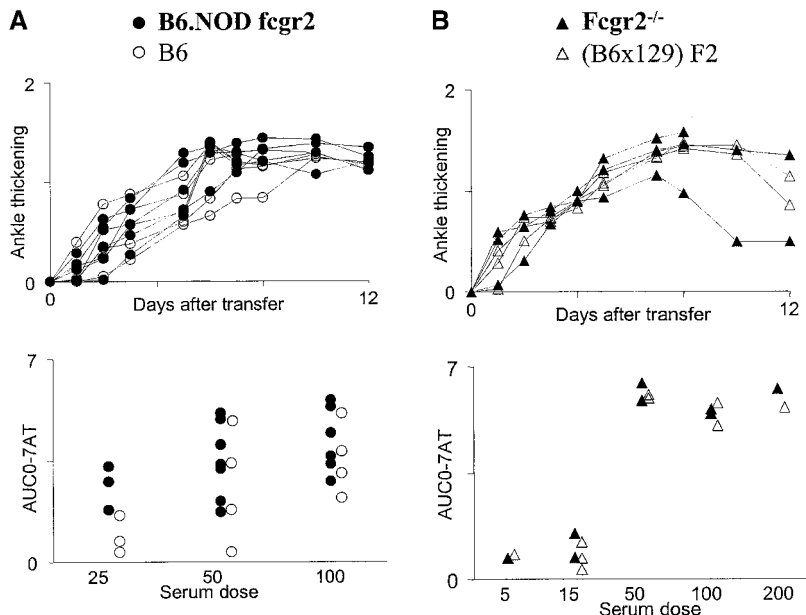 A
B6.NOD fcgr2
B6
2
Ankle thickening
0
0
Days after transfer
12
7
AUC0-7AT
0
25
50
100
Serum dose
B
Fcgr2-/-
(B6x129) F2
2
Ankle thickening
0
0
Days after transfer
12
7
AUC0-7AT
0
5
15
50
100
200
Serum dose